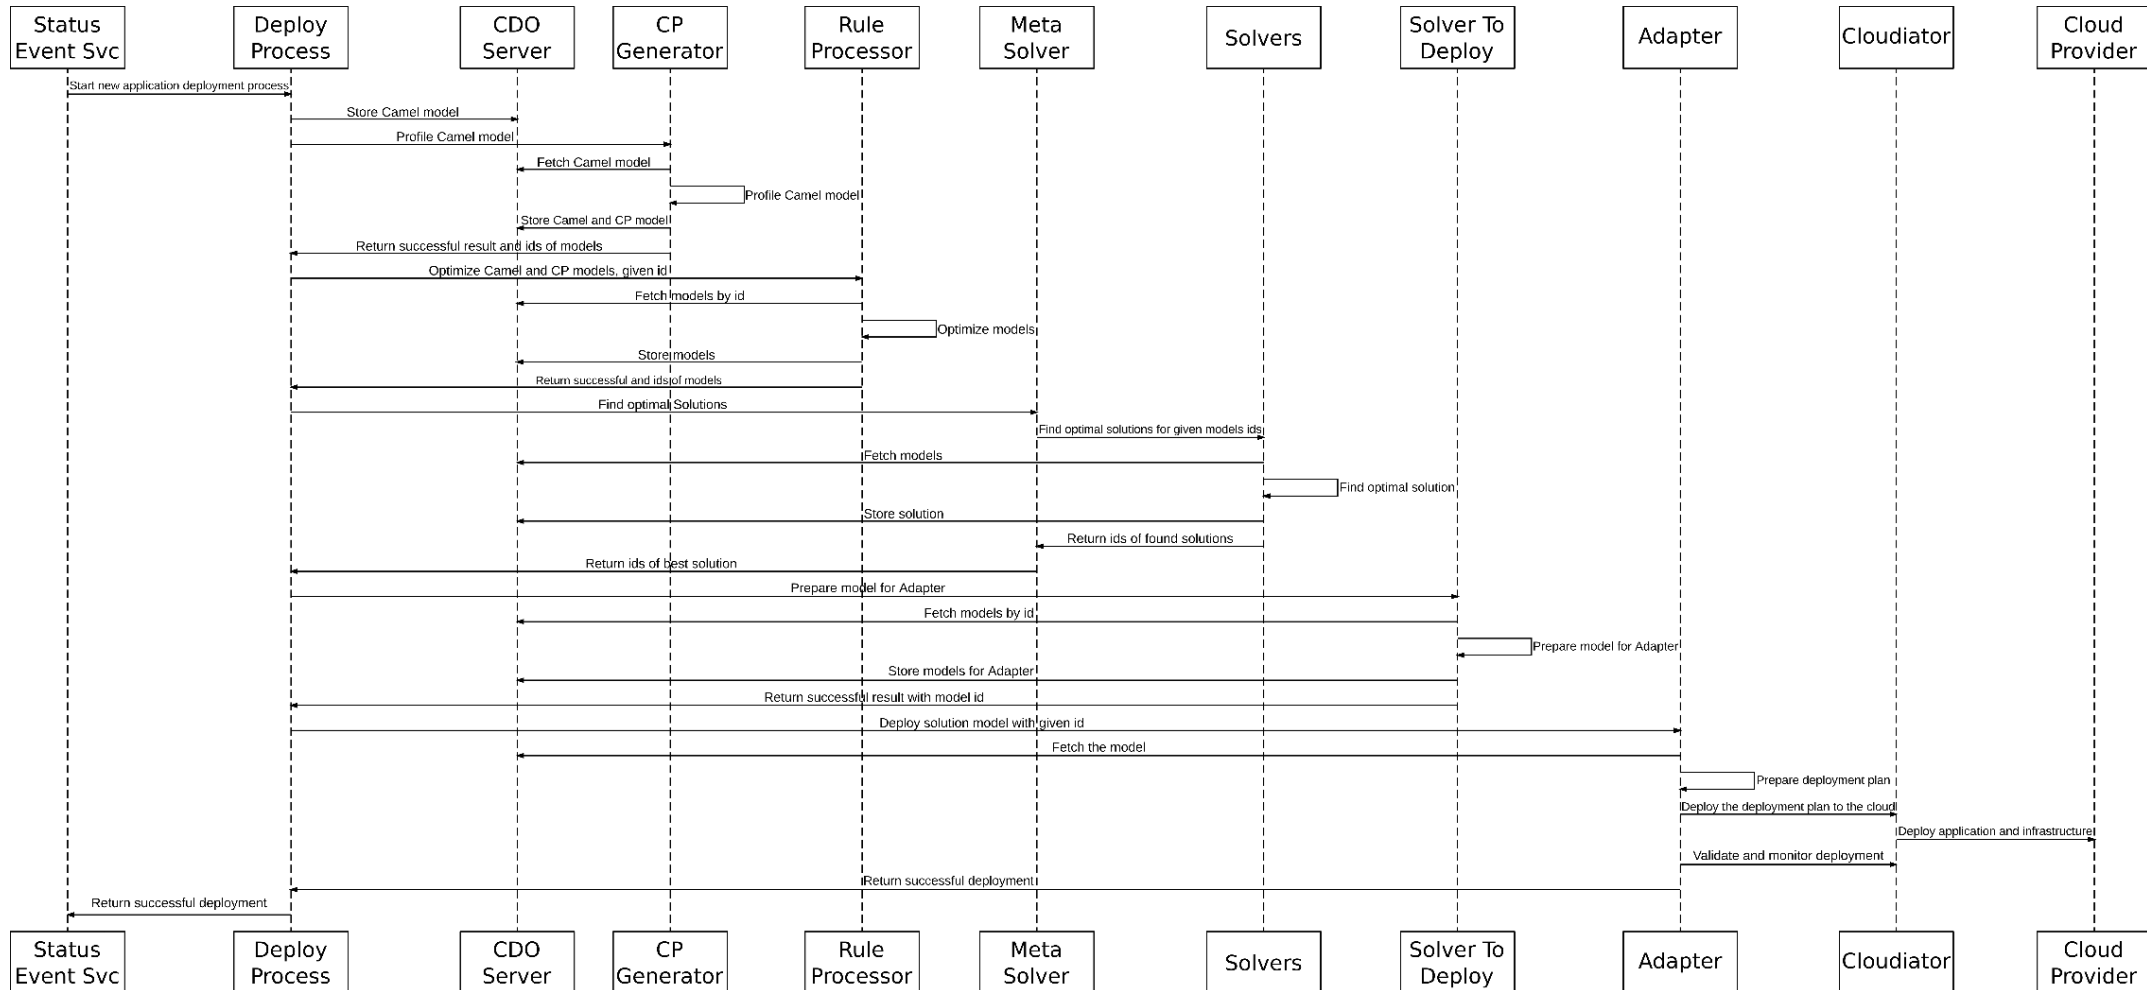 Status
Event Svc
Deploy
Process
CDO
Server
CP
Generator
Rule
Processor
Meta
Solver
Solvers
Solver To
Deploy
Adapter
Cloudiator
Cloud
Provider
Start new application deployment process
Store Camel model
Profile Camel model
Fetch Camel model
Profile Camel model
Store Camel and CP model
Return successful result and ids of models
Optimize Camel and CP models, given id
Fetch models by id
Optimize models
Store models
Return successful and ids of models
Find optimal Solutions
Find optimal solutions for given models ids
Fetch models
Find optimal solution
Store solution
Return ids of found solutions
Return ids of best solution
Prepare model for Adapter
Fetch models by id
Prepare model for Adapter
Store models for Adapter
Return successful result with model id
Deploy solution model with given id
Fetch the model
Prepare deployment plan
Deploy the deployment plan to the cloud
Deploy application and infrastructure
Validate and monitor deployment
Return successful deployment
Return successful deployment
Status
Event Svc
Deploy
Process
CDO
Server
CP
Generator
Rule
Processor
Meta
Solver
Solvers
Solver To
Deploy
Adapter
Cloudiator
Cloud
Provider